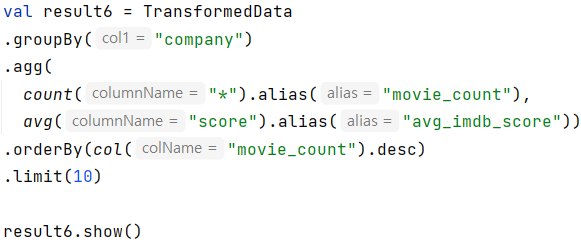 val result6 = TransformedData
.groupBy( col1 = "company")
.agg(
  count( columnName = "*").alias( alias = "movie_count"),
  avg( columnName = "score").alias( alias = "avg_imdb_score"))
.orderBy(col( colName = "movie_count").desc)
.limit(10)
result6.show()